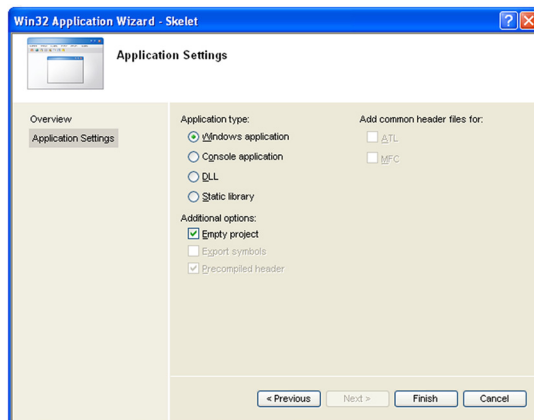 Win32 Application Wizard - Skelet
Application Settings
Overview
Application Settings
Application type:
Windows application
Console application
DLL
Static library
Additional options:
Empty project
Export symbols
Precompiled header
Add common header files for:
ATL
MFC
< Previous
Next >
Finish
Cancel